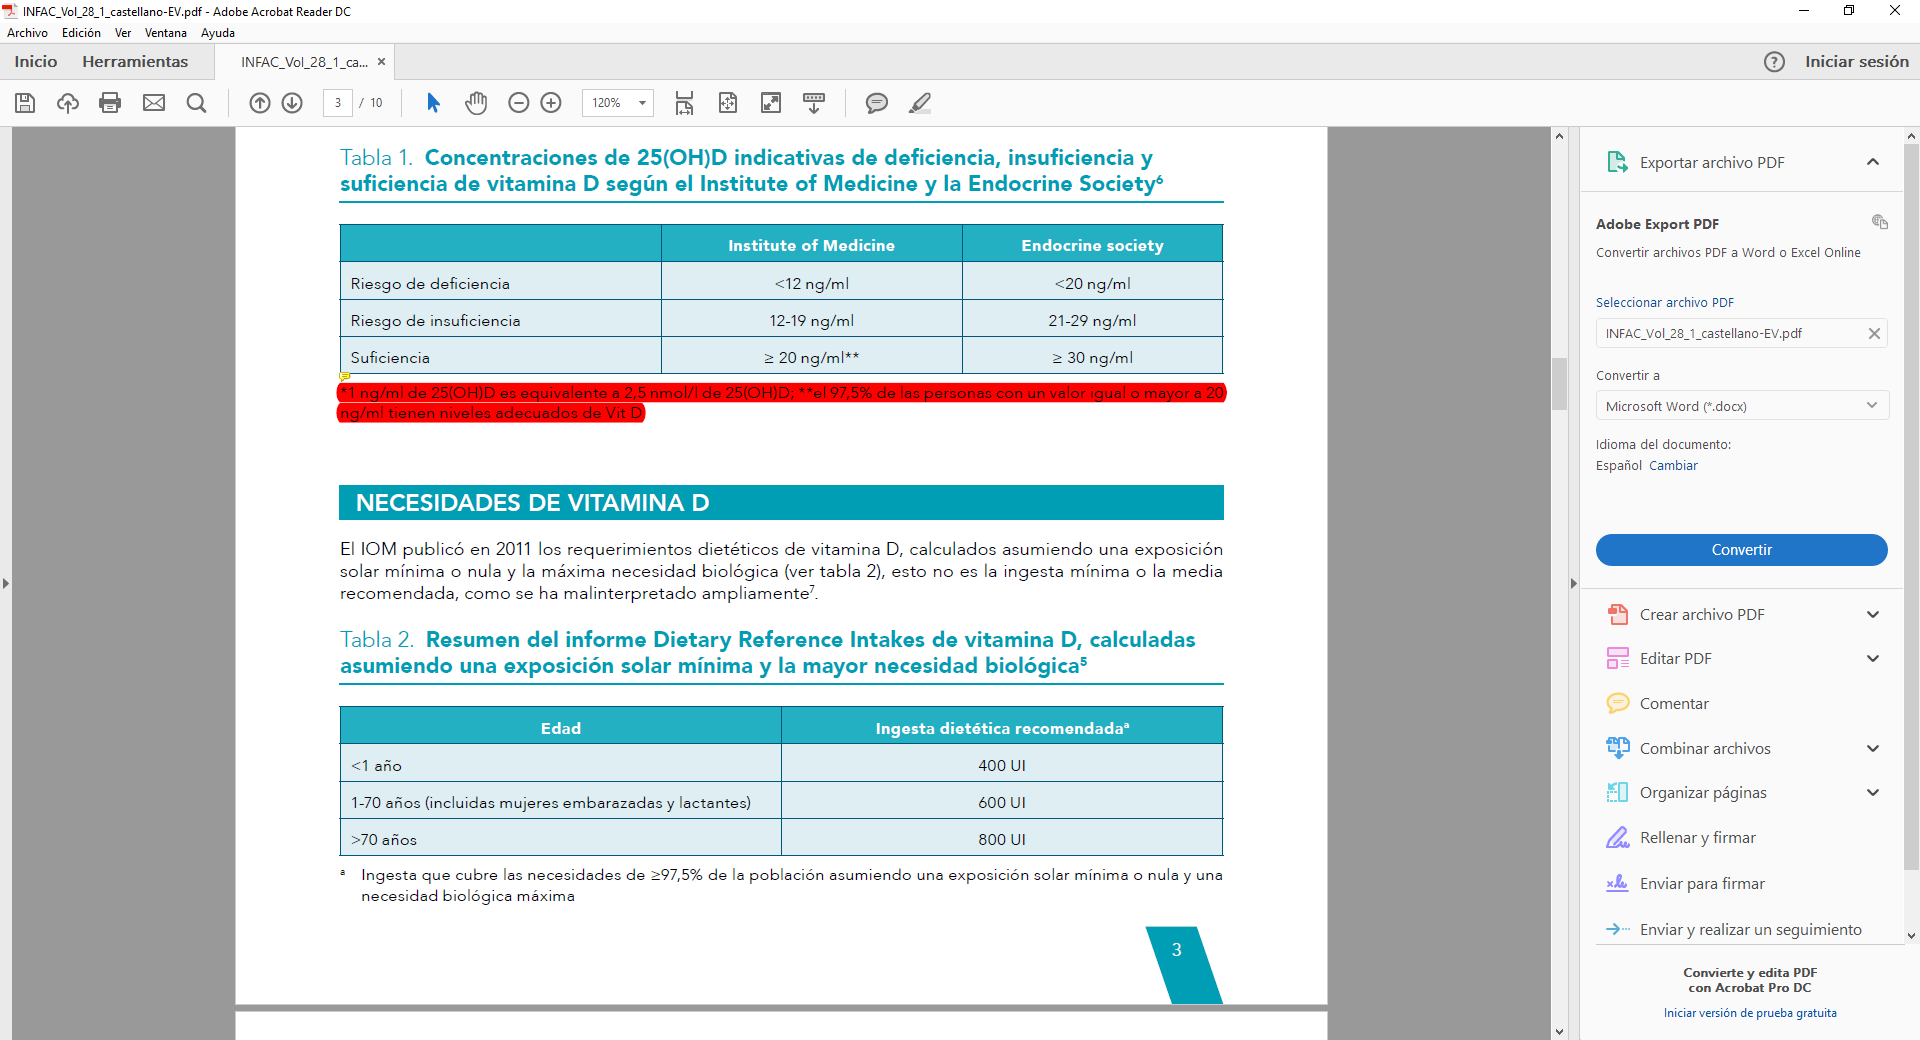 INFAC_Vol_28_1_castellano-EV.pdf - Adobe Acrobat Reader DC
Archivo Edición Ver Ventana Ayuda
Inicio Herramientas INFAC_Vol_28_1_ca... Iniciar sesión
3 / 10 120%
Tabla 1. Concentraciones de 25(OH)D indicativas de deficiencia, insuficiencia y
suficiencia de vitamina D según el Institute of Medicine y la Endocrine Society⁶
Institute of Medicine Endocrine society
Riesgo de deficiencia <12 ng/ml <20 ng/ml
Riesgo de insuficiencia 12-19 ng/ml 21-29 ng/ml
Suficiencia ≥ 20 ng/ml** ≥ 30 ng/ml
*1 ng/ml de 25(OH)D es equivalente a 2,5 nmol/l de 25(OH)D; **el 97,5% de las personas con un valor igual o mayor a 20
ng/ml tienen niveles adecuados de Vit D
NECESIDADES DE VITAMINA D
El IOM publicó en 2011 los requerimientos dietéticos de vitamina D, calculados asumiendo una exposición
solar mínima o nula y la máxima necesidad biológica (ver tabla 2), esto no es la ingesta mínima o la media
recomendada, como se ha malinterpretado ampliamente⁷.
Tabla 2. Resumen del informe Dietary Reference Intakes de vitamina D, calculadas
asumiendo una exposición solar mínima y la mayor necesidad biológica⁵
Edad Ingesta dietética recomendadaª
<1 año 400 UI
1-70 años (incluidas mujeres embarazadas y lactantes) 600 UI
>70 años 800 UI
ª Ingesta que cubre las necesidades de ≥97,5% de la población asumiendo una exposición solar mínima o nula y una
necesidad biológica máxima
3
Exportar archivo PDF
Adobe Export PDF
Convertir archivos PDF a Word o Excel Online
Seleccionar archivo PDF
INFAC_Vol_28_1_castellano-EV.pdf
Convertir a
Microsoft Word (*.docx)
Idioma del documento:
Español Cambiar
Convertir
Crear archivo PDF
Editar PDF
Comentar
Combinar archivos
Organizar páginas
Rellenar y firmar
Enviar para firmar
Enviar y realizar un seguimiento
Convierte y edita PDF
con Acrobat Pro DC
Iniciar versión de prueba gratuita